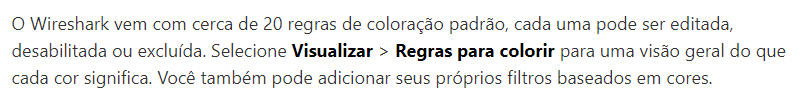 O Wireshark vem com cerca de 20 regras de coloração padrão, cada uma pode ser editada,
desabilitada ou excluída. Selecione Visualizar > Regras para colorir para uma visão geral do que
cada cor significa. Você também pode adicionar seus próprios filtros baseados em cores.